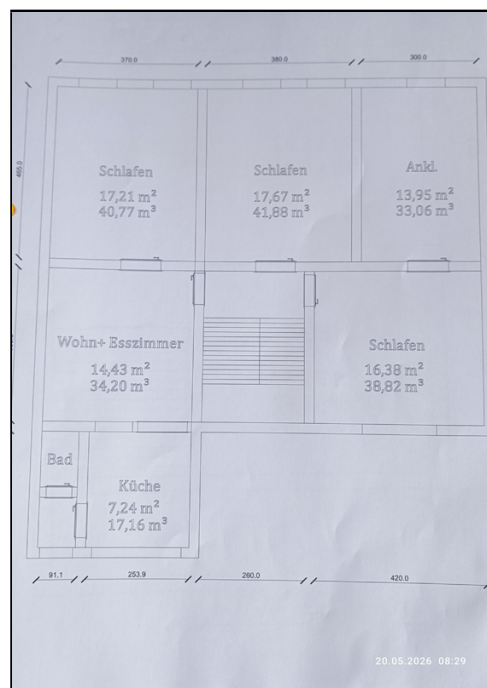 370.0
380.0
300.0
465.0
Schlafen
17,21 m²
40,77 m³
Schlafen
17,67 m²
41,88 m³
Ankl.
13,95 m²
33,06 m³
Wohn+ Esszimmer
14,43 m²
34,20 m³
Schlafen
16,38 m²
38,82 m³
Bad
Küche
7,24 m²
17,16 m³
91.1
253.9
260.0
420.0
20.05.2026 08:29